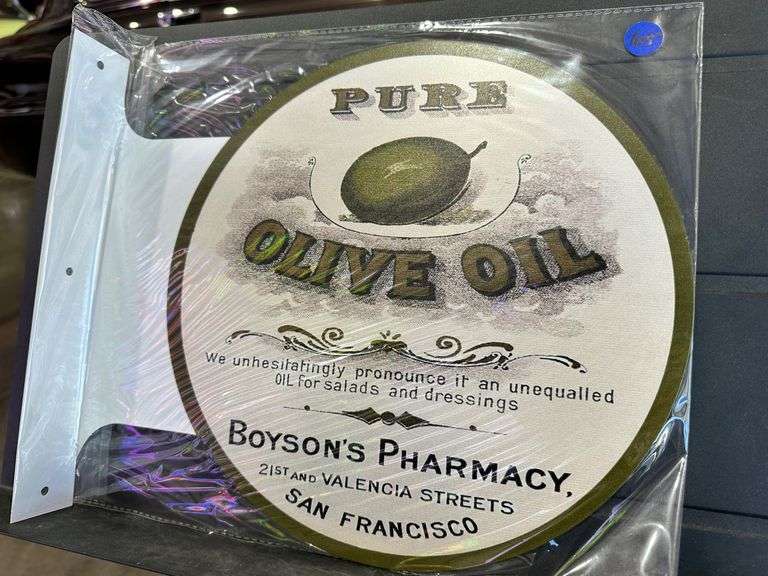 PURE
OLIVE OIL
We unhesitatingly pronounce it an unequalled
OIL for salads and dressings
BOYSON'S PHARMACY,
21ST AND VALENCIA STREETS
SAN FRANCISCO